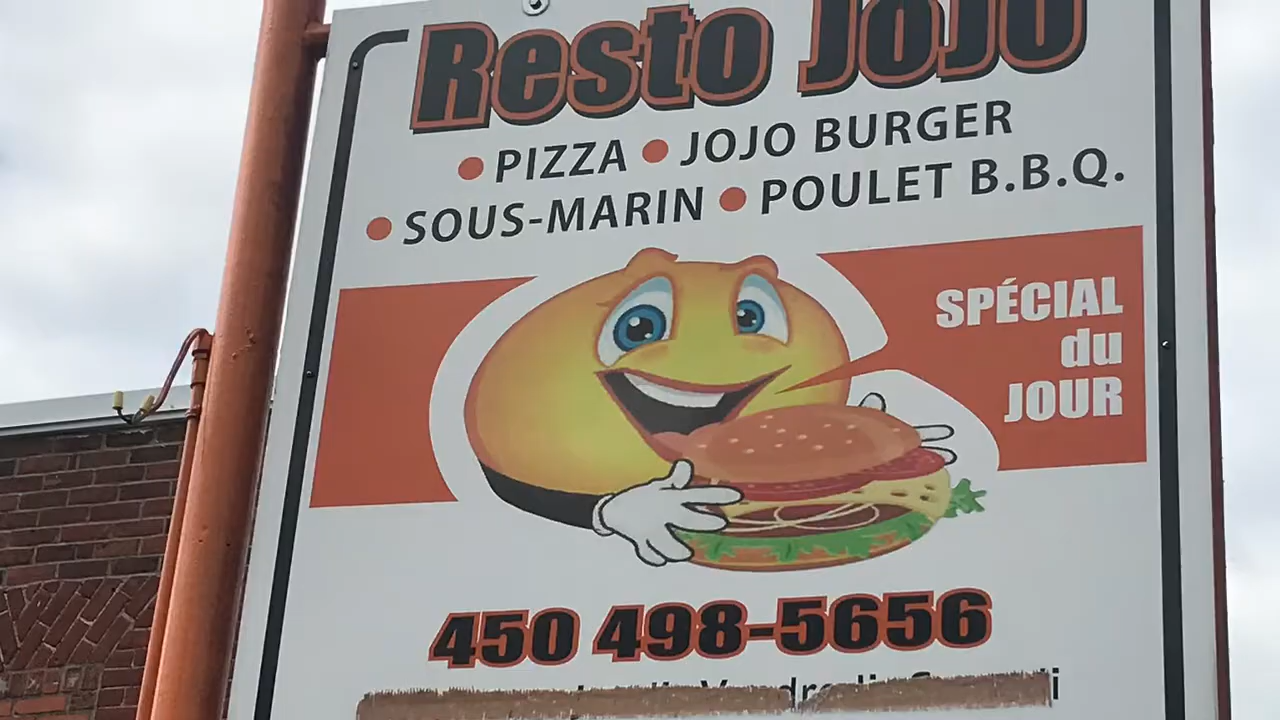 Resto JoJo
• PIZZA • JOJO BURGER
• SOUS-MARIN • POULET B.B.Q.
SPÉCIAL
du
JOUR
450 498-5656